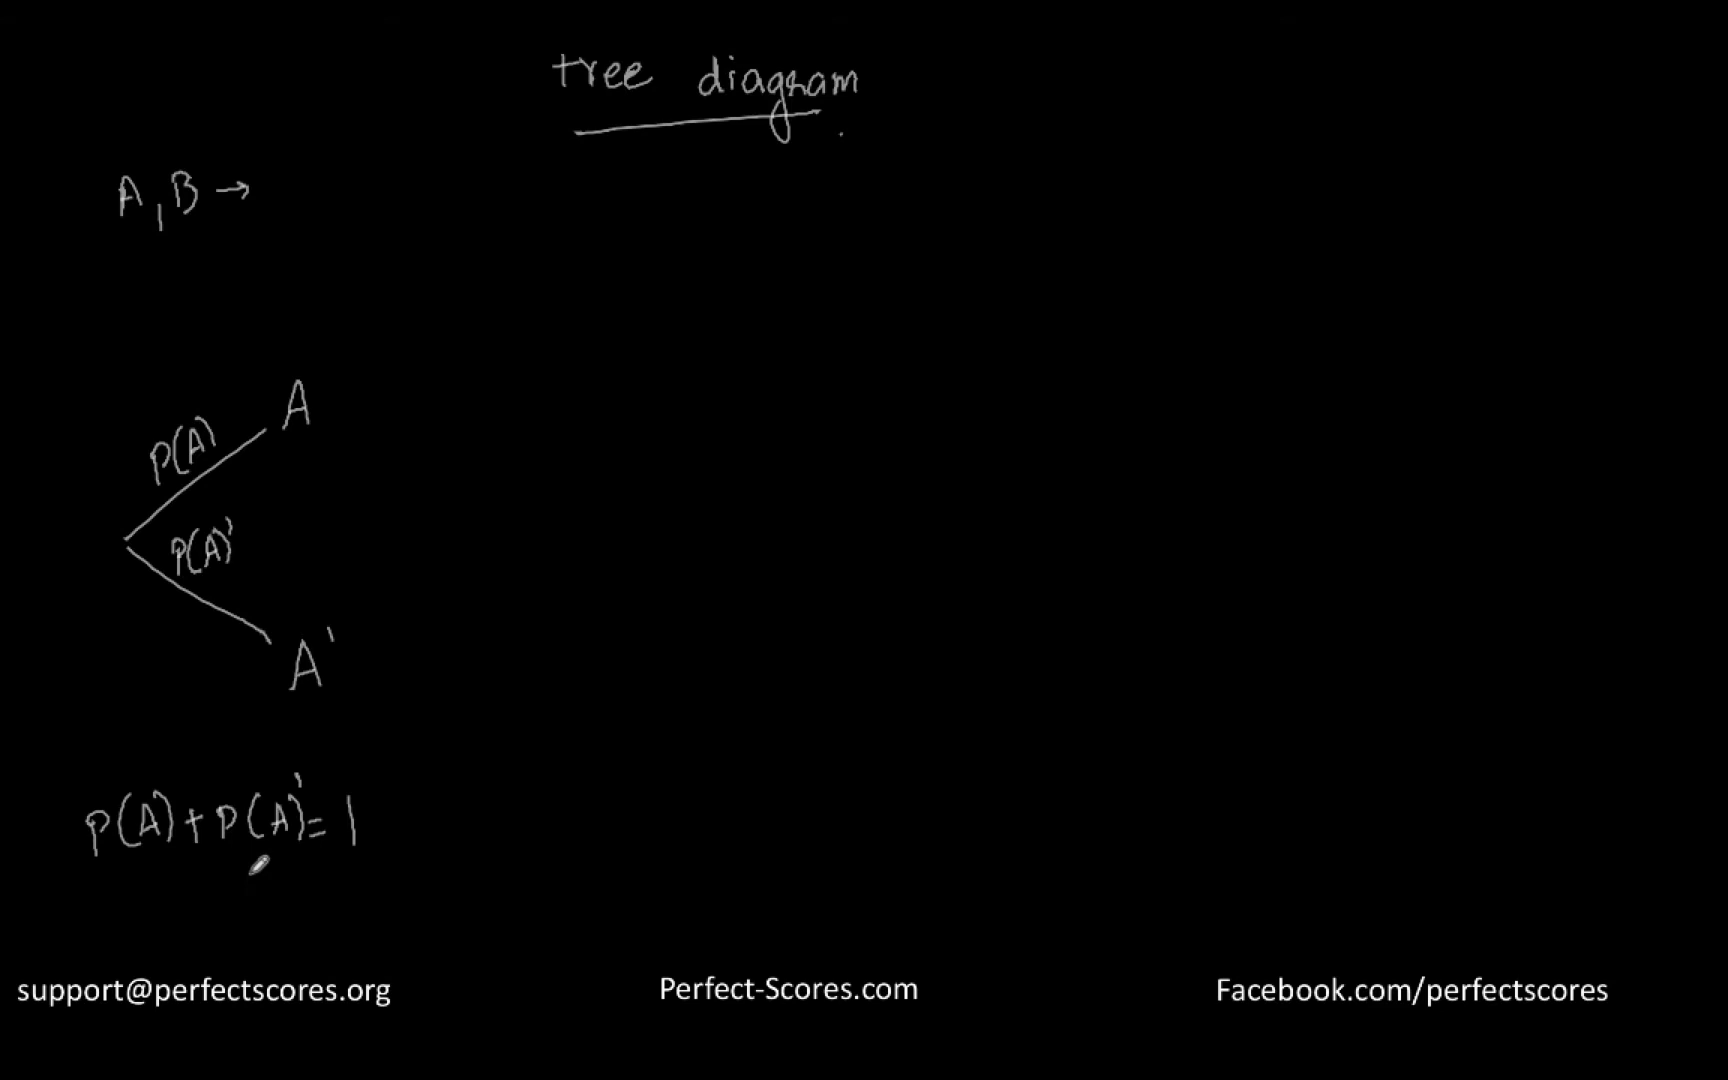 tree diagram
A, B →
A
P(A)
P(A)'
A'
P(A) + P(A)' = 1
support@perfectscores.org
Perfect-Scores.com
Facebook.com/perfectscores